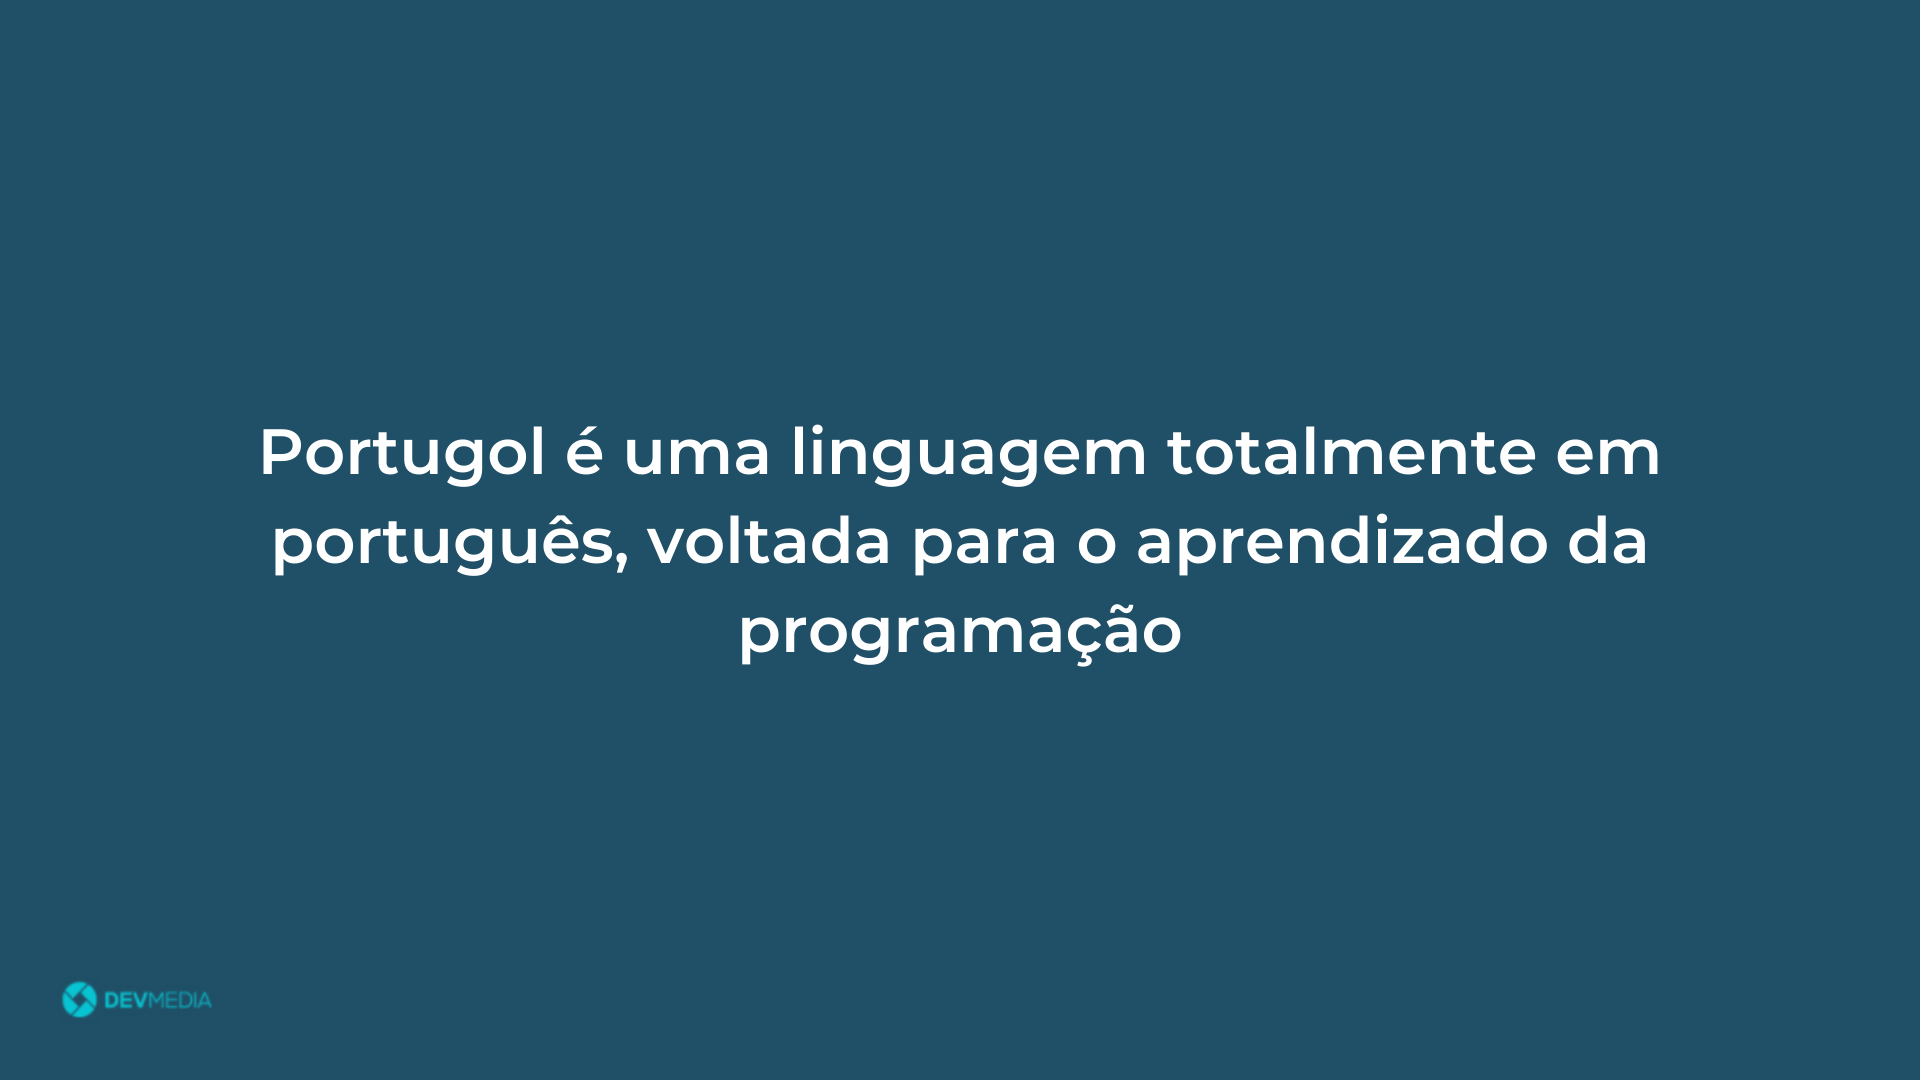 Portugol é uma linguagem totalmente em
português, voltada para o aprendizado da
programação
DEVMEDIA